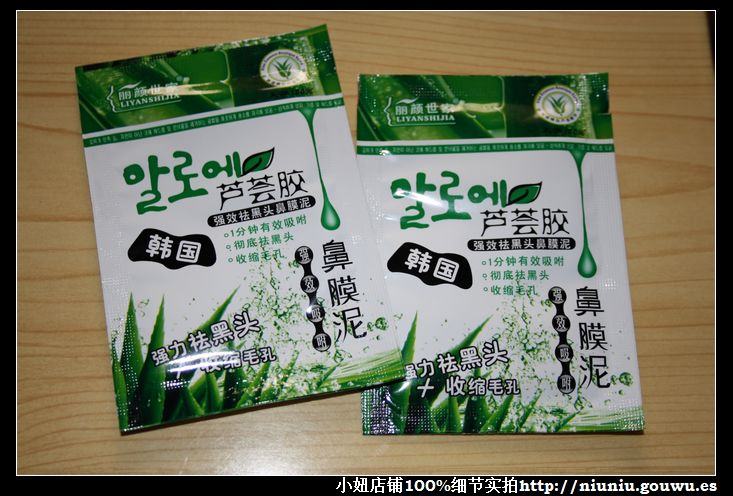 丽颜世家
LIYANSHIJIA
알로에
芦荟胶
强效祛黑头鼻膜泥
韩国
1分钟有效吸附
彻底祛黑头
收缩毛孔
强效吸附
鼻膜泥
强力祛黑头
+收缩毛孔
丽颜世家
LIYANSHIJIA
알로에
芦荟胶
强效祛黑头鼻膜泥
韩国
1分钟有效吸咐
彻底祛黑头
收缩毛孔
强效吸附
鼻膜泥
强力祛黑头
+收缩毛孔
小妞店铺100%细节实拍http://niuniu.gouwu.es